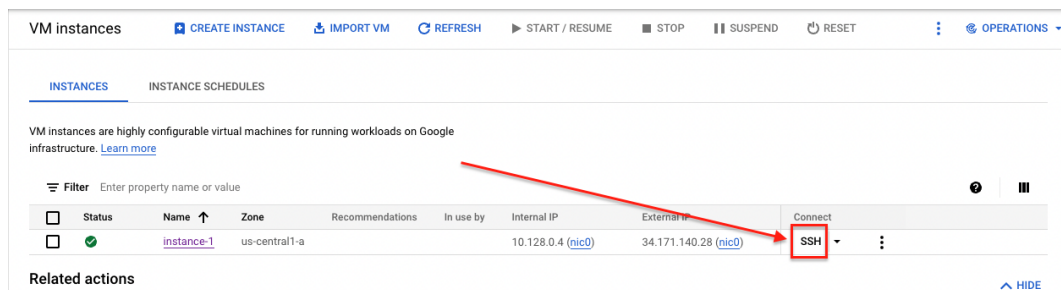 VM instances CREATE INSTANCE IMPORT VM REFRESH START / RESUME STOP SUSPEND RESET OPERATIONS
INSTANCES INSTANCE SCHEDULES
VM instances are highly configurable virtual machines for running workloads on Google
infrastructure. Learn more
Filter Enter property name or value
Status Name Zone Recommendations In use by Internal IP External IP Connect
instance-1 us-central1-a 10.128.0.4 (nic0) 34.171.140.28 (nic0) SSH
Related actions HIDE